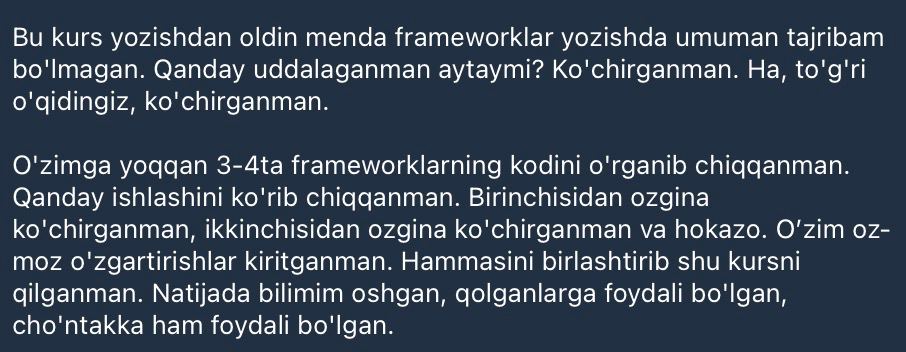 Bu kurs yozishdan oldin menda frameworklar yozishda umuman tajribam
bo'lmagan. Qanday uddalaganman aytaymi? Ko'chirganman. Ha, to'g'ri
o'qidingiz, ko'chirganman.
O'zimga yoqqan 3-4ta frameworklarning kodini o'rganib chiqqanman.
Qanday ishlashini ko'rib chiqqanman. Birinchisidan ozgina
ko'chirganman, ikkinchisidan ozgina ko'chirganman va hokazo. O’zim oz-
moz o'zgartirishlar kiritganman. Hammasini birlashtirib shu kursni
qilganman. Natijada bilimim oshgan, qolganlarga foydali bo'lgan,
cho'ntakka ham foydali bo'lgan.